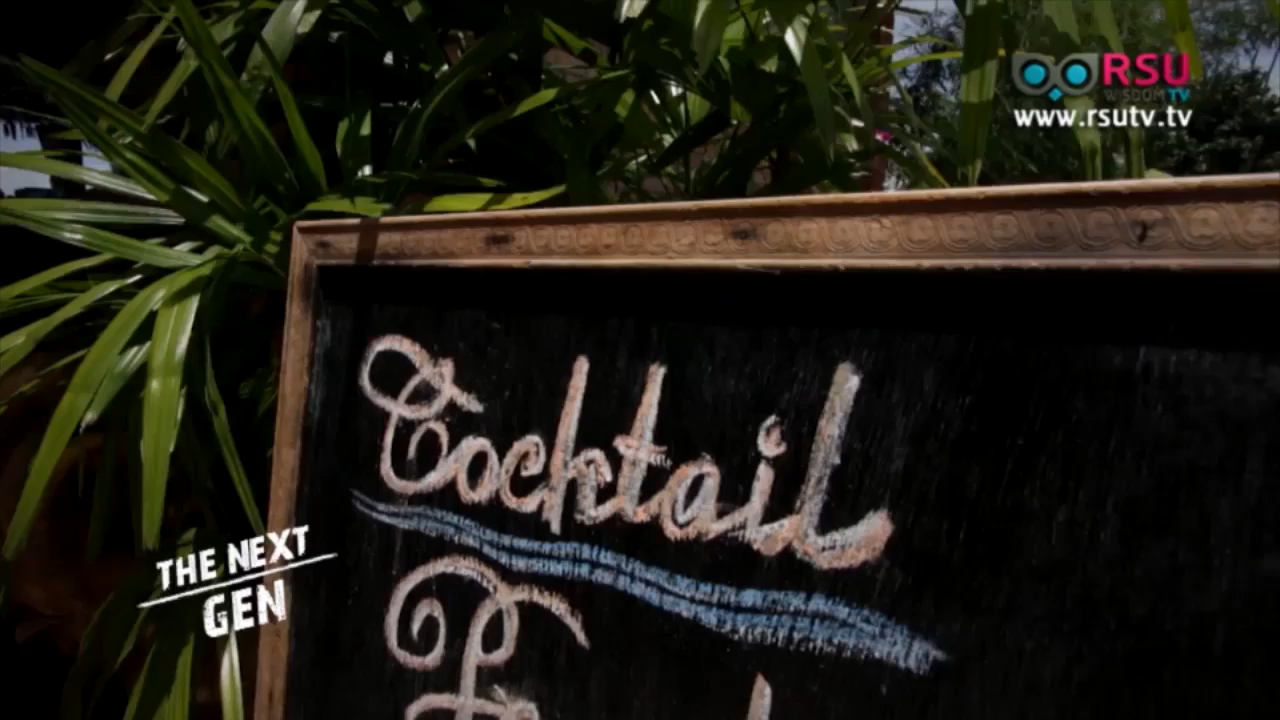 RSU
WISDOM TV
www.rsutv.tv
Cocktail
THE NEXT
GEN